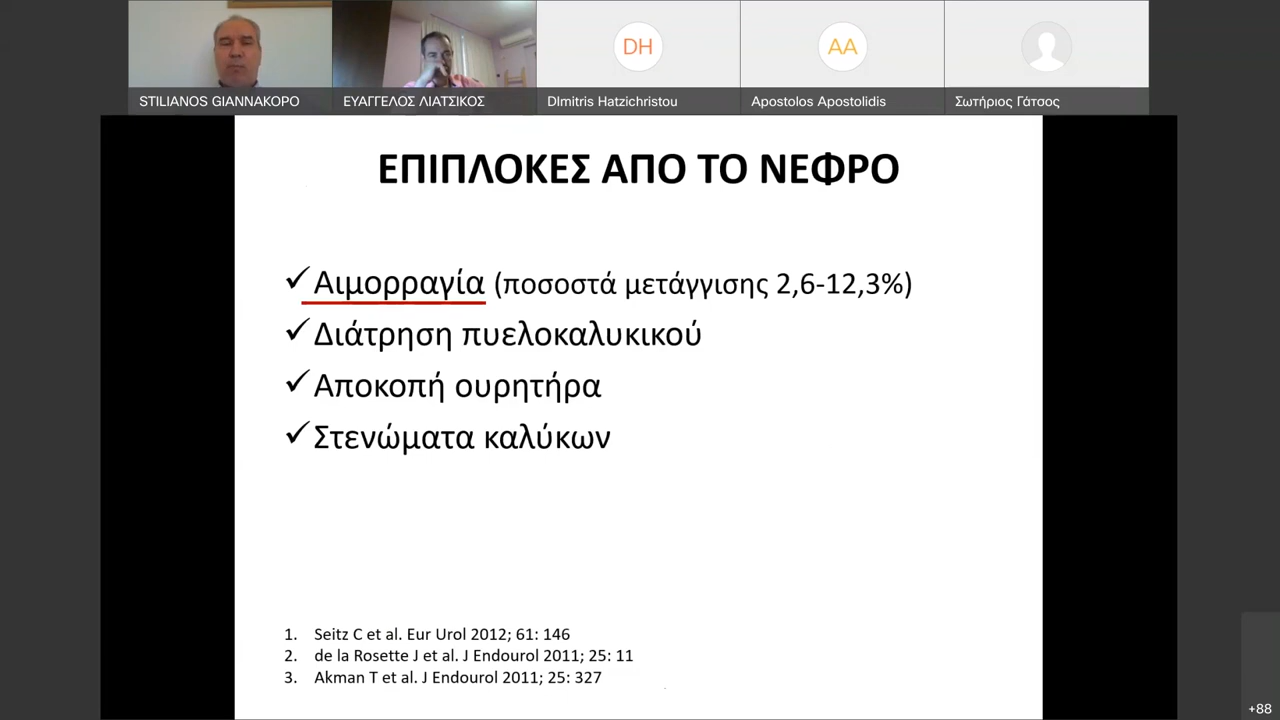 DH
AA
STILIANOS GIANNAKOPO
ΕΥΑΓΓΕΛΟΣ ΛΙΑΤΣΙΚΟΣ
DImitris Hatzichristou
Apostolos Apostolidis
Σωτήριος Γάτσος
ΕΠΙΠΛΟΚΕΣ ΑΠΟ ΤΟ ΝΕΦΡΟ
✓Αιμορραγία (ποσοστά μετάγγισης 2,6-12,3%)
✓Διάτρηση πυελοκαλυκικού
✓Αποκοπή ουρητήρα
✓Στενώματα καλύκων
1. Seitz C et al. Eur Urol 2012; 61: 146
2. de la Rosette J et al. J Endourol 2011; 25: 11
3. Akman T et al. J Endourol 2011; 25: 327
+88